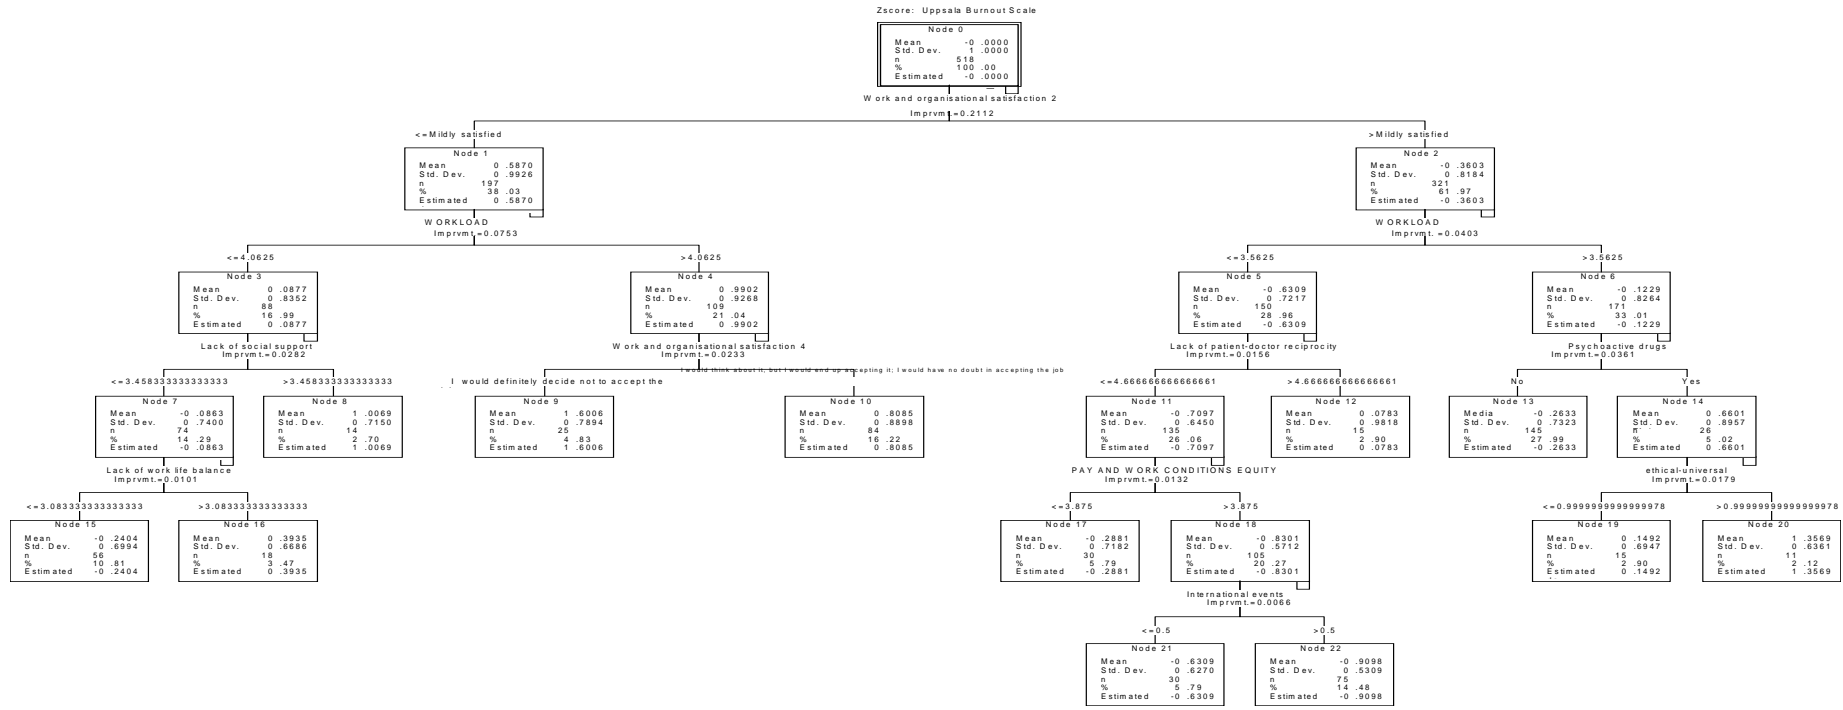 Zscore: Uppsala Burnout Scale
Node 0
Mean -0 .0000
Std. Dev. 1 .0000
n 518
% 100 .00
Estimated -0 .0000
Work and organisational satisfaction 2
Imprvmt.=0.2112
<=Mildly satisfied
>Mildly satisfied
Node 1
Mean 0 .5870
Std. Dev. 0 .9926
n 197
% 38 .03
Estimated 0 .5870
Node 2
Mean -0 .3603
Std. Dev. 0 .8184
n 321
% 61 .97
Estimated -0 .3603
WORKLOAD
Imprvmt.=0.0753
WORKLOAD
Imprvmt.=0.0403
<=4.0625
>4.0625
<=3.5625
>3.5625
Node 3
Mean 0 .0877
Std. Dev. 0 .8352
n 88
% 16 .99
Estimated 0 .0877
Node 4
Mean 0 .9902
Std. Dev. 0 .9268
n 109
% 21 .04
Estimated 0 .9902
Node 5
Mean -0 .6309
Std. Dev. 0 .7217
n 150
% 28 .96
Estimated -0 .6309
Node 6
Mean -0 .1229
Std. Dev. 0 .8264
n 171
% 33 .01
Estimated -0 .1229
Lack of social support
Imprvmt.=0.0282
Work and organisational satisfaction 4
Imprvmt.=0.0233
Lack of patient-doctor reciprocity
Imprvmt.=0.0156
Psychoactive drugs
Imprvmt.=0.0361
<=3.458333333333333
>3.458333333333333
I would definitely decide not to accept the
I would think about it, but I would end up accepting it; I would have no doubt in accepting the job
<=4.666666666666661
>4.666666666666661
No
Yes
Node 7
Mean -0 .0863
Std. Dev. 0 .7400
n 74
% 14 .29
Estimated -0 .0863
Node 8
Mean 1 .0069
Std. Dev. 0 .7150
n 14
% 2 .70
Estimated 1 .0069
Node 9
Mean 1 .6006
Std. Dev. 0 .7894
n 25
% 4 .83
Estimated 1 .6006
Node 10
Mean 0 .8085
Std. Dev. 0 .8898
n 84
% 16 .22
Estimated 0 .8085
Node 11
Mean -0 .7097
Std. Dev. 0 .6450
n 135
% 26 .06
Estimated -0 .7097
Node 12
Mean 0 .0783
Std. Dev. 0 .9818
n 15
% 2 .90
Estimated 0 .0783
Node 13
Media -0 .2633
Std. Dev. 0 .7323
n 145
% 27 .99
Estimated -0 .2633
Node 14
Mean 0 .6601
Std. Dev. 0 .8957
26
% 5 .02
Estimated 0 .6601
Lack of work life balance
Imprvmt.=0.0101
PAY AND WORK CONDITIONS EQUITY
Imprvmt.=0.0132
ethical-universal
Imprvmt.=0.0179
<=3.083333333333333
>3.083333333333333
<=3.875
>3.875
<=0.99999999999999978
>0.99999999999999978
Node 15
Mean -0 .2404
Std. Dev. 0 .6994
n 56
% 10 .81
Estimated -0 .2404
Node 16
Mean 0 .3935
Std. Dev. 0 .6686
n 18
% 3 .47
Estimated 0 .3935
Node 17
Mean -0 .2881
Std. Dev. 0 .7182
n 30
% 5 .79
Estimated -0 .2881
Node 18
Mean -0 .8301
Std. Dev. 0 .5712
n 105
% 20 .27
Estimated -0 .8301
Node 19
Mean 0 .1492
Std. Dev. 0 .6947
n 15
% 2 .90
Estimated 0 .1492
Node 20
Mean 1 .3569
Std. Dev. 0 .6361
n 11
% 2 .12
Estimated 1 .3569
International events
Imprvmt.=0.0066
<=0.5
>0.5
Node 21
Mean -0 .6309
Std. Dev. 0 .6270
n 30
% 5 .79
Estimated -0 .6309
Node 22
Mean -0 .9098
Std. Dev. 0 .5309
n 75
% 14 .48
Estimated -0 .9098